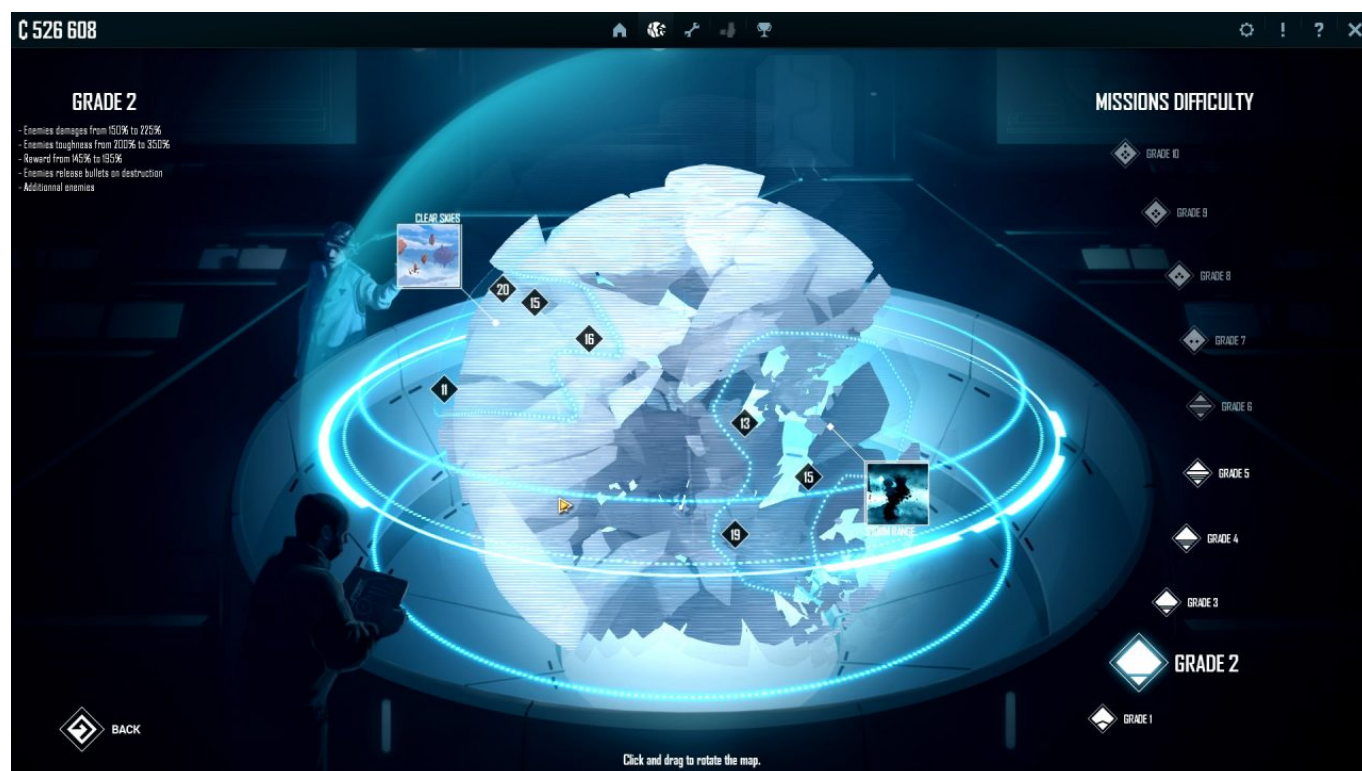 ₵ 526 608
! ?
GRADE 2
- Enemies damages from 150% to 225%
- Enemies toughness from 200% to 350%
- Reward from 145% to 195%
- Enemies release bullets on destruction
- Additionnal enemies
MISSIONS DIFFICULTY
GRADE 10
GRADE 9
GRADE 8
GRADE 7
GRADE 6
GRADE 5
GRADE 4
GRADE 3
GRADE 2
GRADE 1
CLEAR SKIES
20
15
16
11
13
15
19
RANGE
BACK
Click and drag to rotate the map.